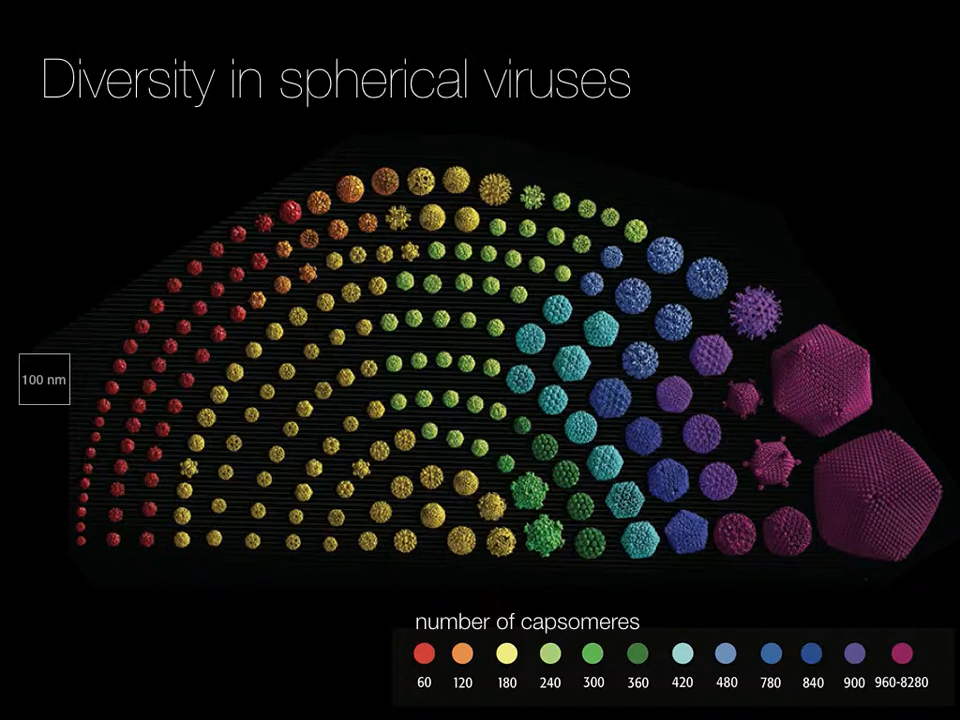 Diversity in spherical viruses
100 nm
number of capsomeres
60 120 180 240 300 360 420 480 780 840 900 960-8280